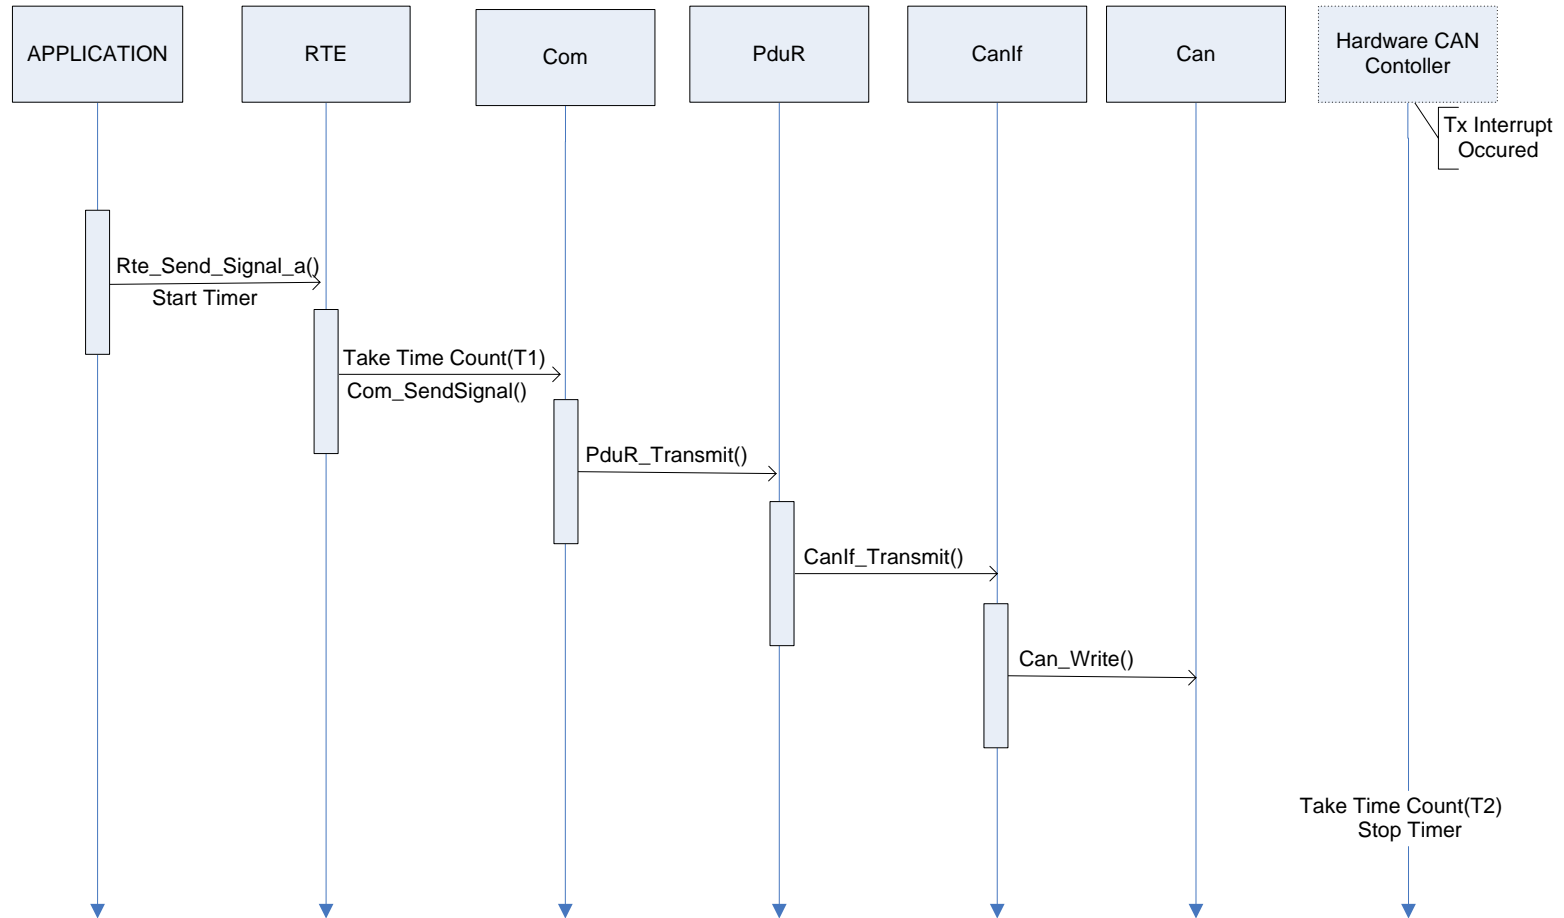 APPLICATION
RTE
Com
PduR
CanIf
Can
Hardware CAN
Contoller
Tx Interrupt
Occured
Rte_Send_Signal_a()
Start Timer
Take Time Count(T1)
Com_SendSignal()
PduR_Transmit()
CanIf_Transmit()
Can_Write()
Take Time Count(T2)
Stop Timer